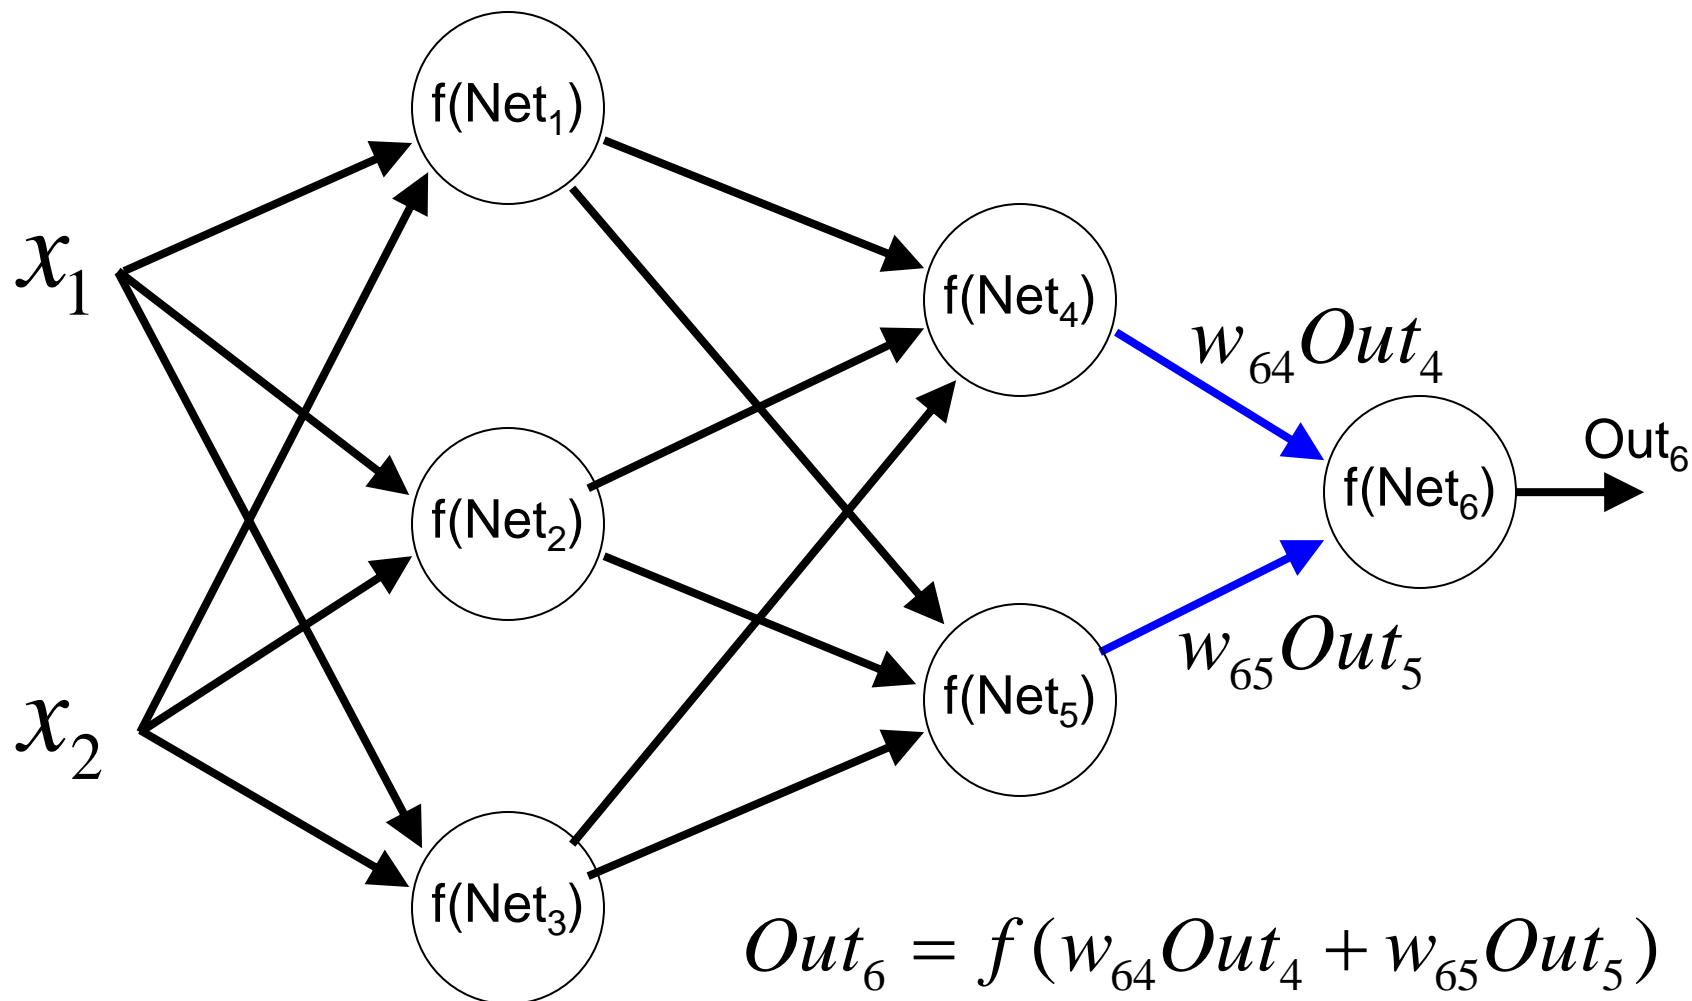 x₁
x₂
f(Net₁)
f(Net₂)
f(Net₃)
f(Net₄)
f(Net₅)
w₆₄Out₄
w₆₅Out₅
f(Net₆)
Out₆
Out₆ = f(w₆₄Out₄ + w₆₅Out₅)